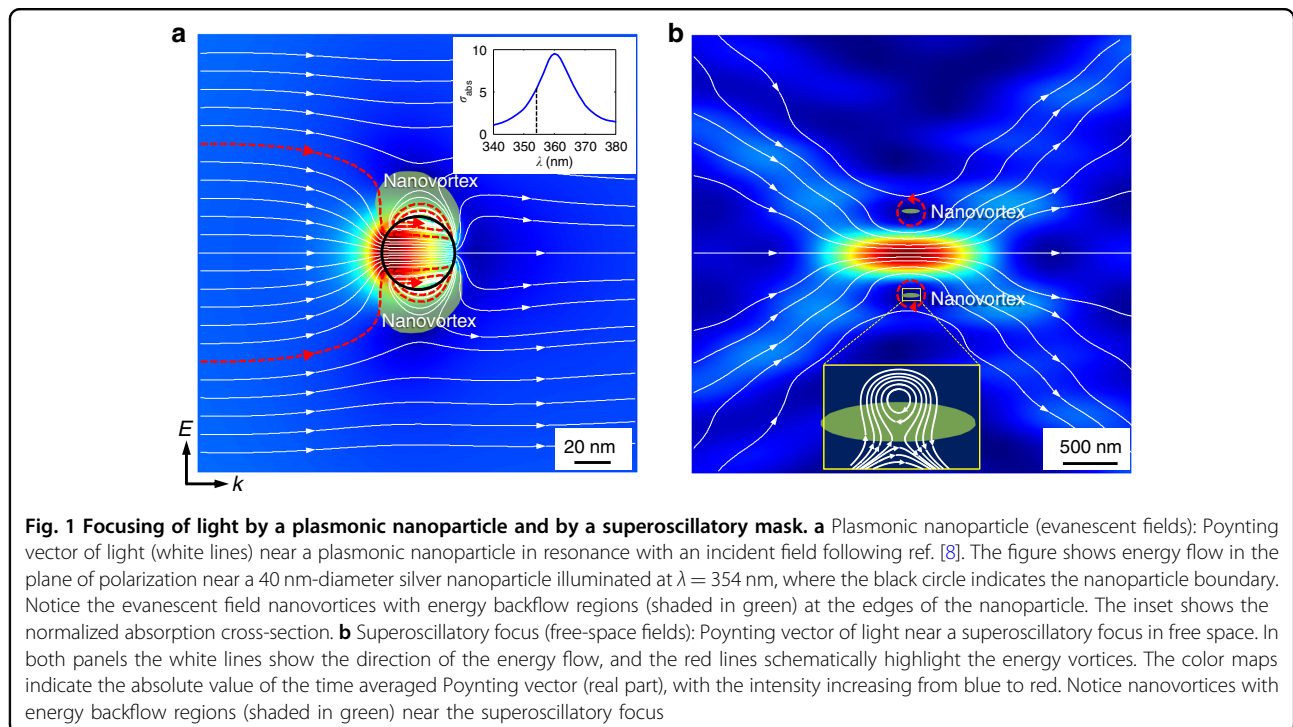 a
10
5
0
σabs
340 350 360 370 380
λ (nm)
Nanovortex
Nanovortex
E
k
20 nm
b
Nanovortex
Nanovortex
500 nm
Fig. 1 Focusing of light by a plasmonic nanoparticle and by a superoscillatory mask. a Plasmonic nanoparticle (evanescent fields): Poynting
vector of light (white lines) near a plasmonic nanoparticle in resonance with an incident field following ref. [8]. The figure shows energy flow in the
plane of polarization near a 40 nm-diameter silver nanoparticle illuminated at λ = 354 nm, where the black circle indicates the nanoparticle boundary.
Notice the evanescent field nanovortices with energy backflow regions (shaded in green) at the edges of the nanoparticle. The inset shows the
normalized absorption cross-section. b Superoscillatory focus (free-space fields): Poynting vector of light near a superoscillatory focus in free space. In
both panels the white lines show the direction of the energy flow, and the red lines schematically highlight the energy vortices. The color maps
indicate the absolute value of the time averaged Poynting vector (real part), with the intensity increasing from blue to red. Notice nanovortices with
energy backflow regions (shaded in green) near the superoscillatory focus